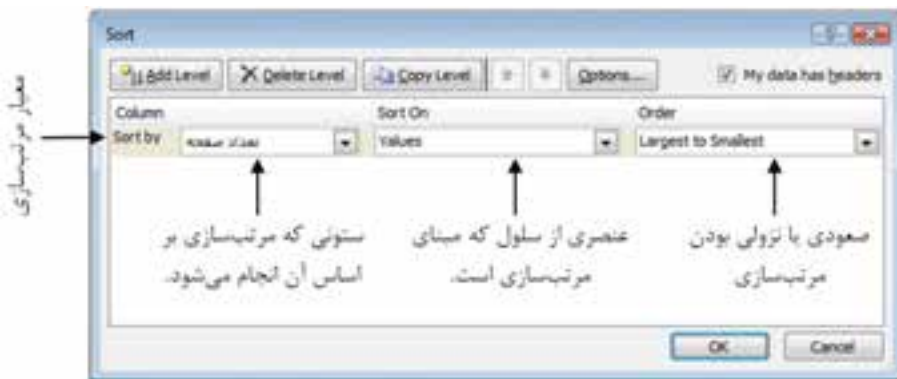 Sort
Add Level Delete Level Copy Level Options... My data has headers
Column Sort On Order
Sort by تعداد صفحه Values Largest to Smallest
معیار مرتب‌سازی
ستونی که مرتب‌سازی بر
اساس آن انجام می‌شود.
عنصری از سلول که مبنای
مرتب‌سازی است.
صعودی یا نزولی بودن
مرتب‌سازی
OK Cancel